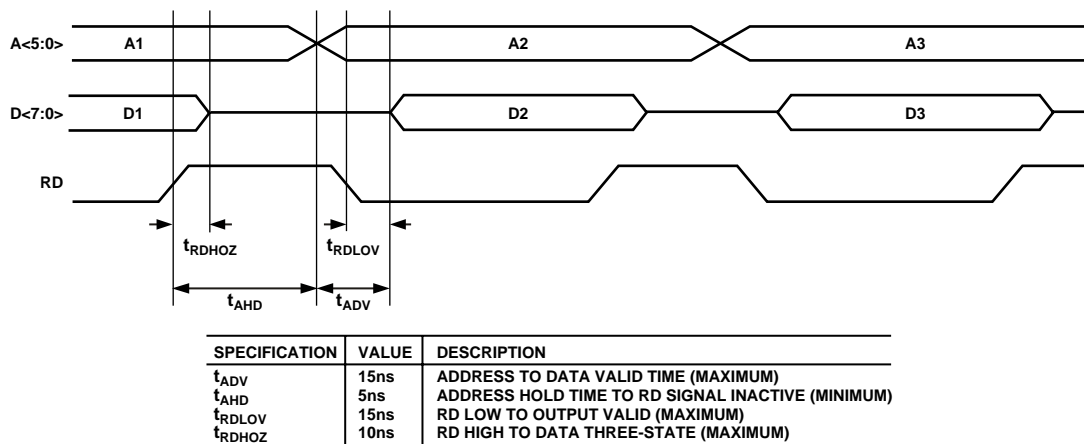 A<5:0> A1 A2 A3
D<7:0> D1 D2 D3
RD
tRDHOZ tRDLOV
tAHD tADV
SPECIFICATION VALUE DESCRIPTION
tADV 15ns ADDRESS TO DATA VALID TIME (MAXIMUM)
tAHD 5ns ADDRESS HOLD TIME TO RD SIGNAL INACTIVE (MINIMUM)
tRDLOV 15ns RD LOW TO OUTPUT VALID (MAXIMUM)
tRDHOZ 10ns RD HIGH TO DATA THREE-STATE (MAXIMUM)